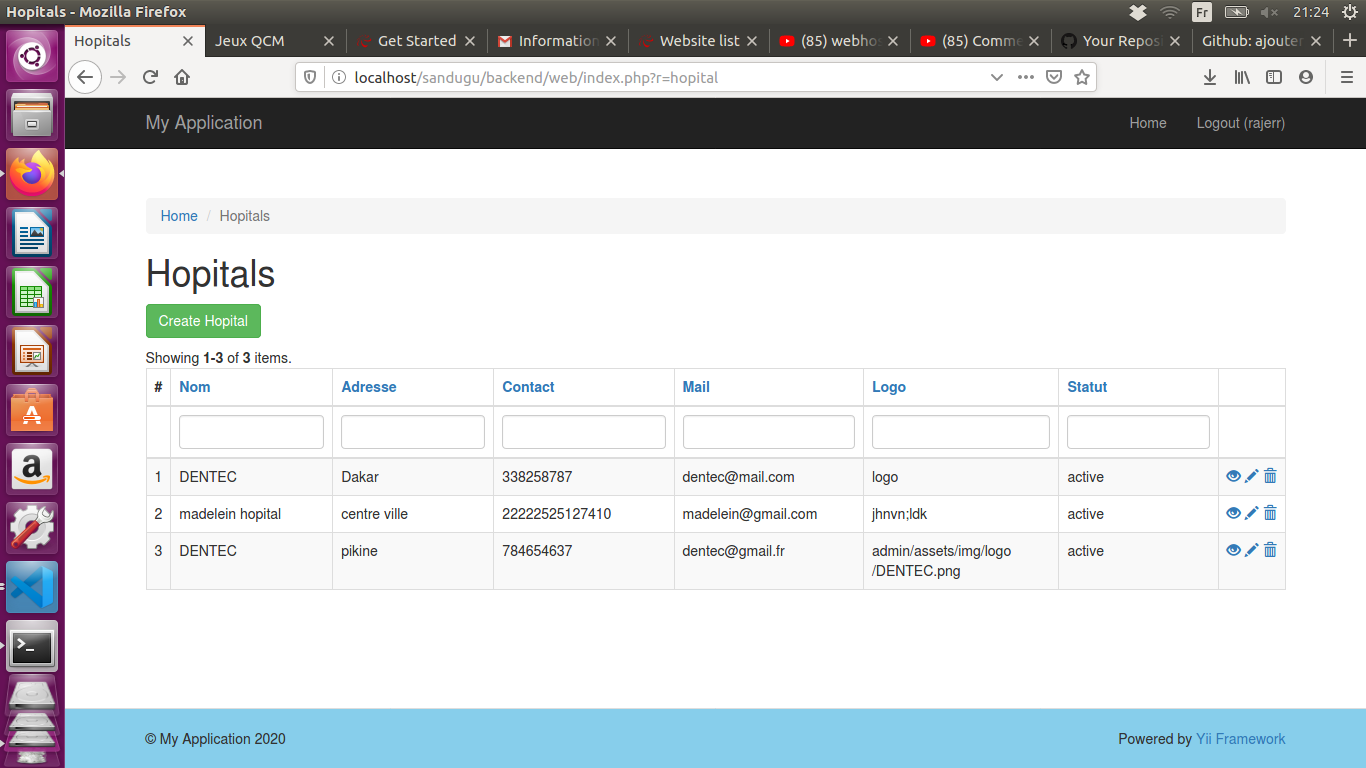 Hopitals - Mozilla Firefox
Fr
21:24
Hopitals
Jeux QCM
Get Started
Information
Website list
(85) webhos
(85) Comme
Your Repos
Github: ajouter
localhost/sandugu/backend/web/index.php?r=hopital
My Application
Home
Logout (rajerr)
Home / Hopitals
Hopitals
Create Hopital
Showing 1-3 of 3 items.
# Nom Adresse Contact Mail Logo Statut
1 DENTEC Dakar 338258787 dentec@mail.com logo active
2 madelein hopital centre ville 22222525127410 madelein@gmail.com jhnvn;ldk active
3 DENTEC pikine 784654637 dentec@gmail.fr admin/assets/img/logo active
/DENTEC.png
© My Application 2020
Powered by Yii Framework